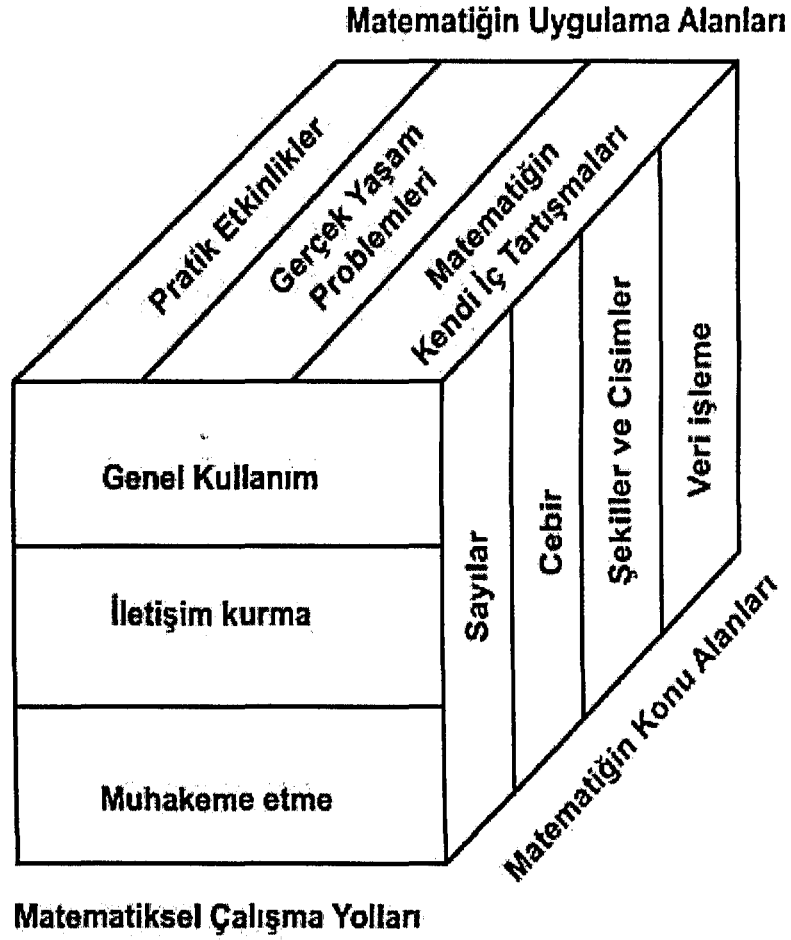 Matematiğin Uygulama Alanları
Pratik Etkinlikler
Gerçek Yaşam
Problemleri
Matematiğin
Kendi İç Tartışmaları
Genel Kullanım
İletişim kurma
Muhakeme etme
Sayılar
Cebir
Şekiller ve Cisimler
Veri işleme
Matematiğin Konu Alanları
Matematiksel Çalışma Yolları